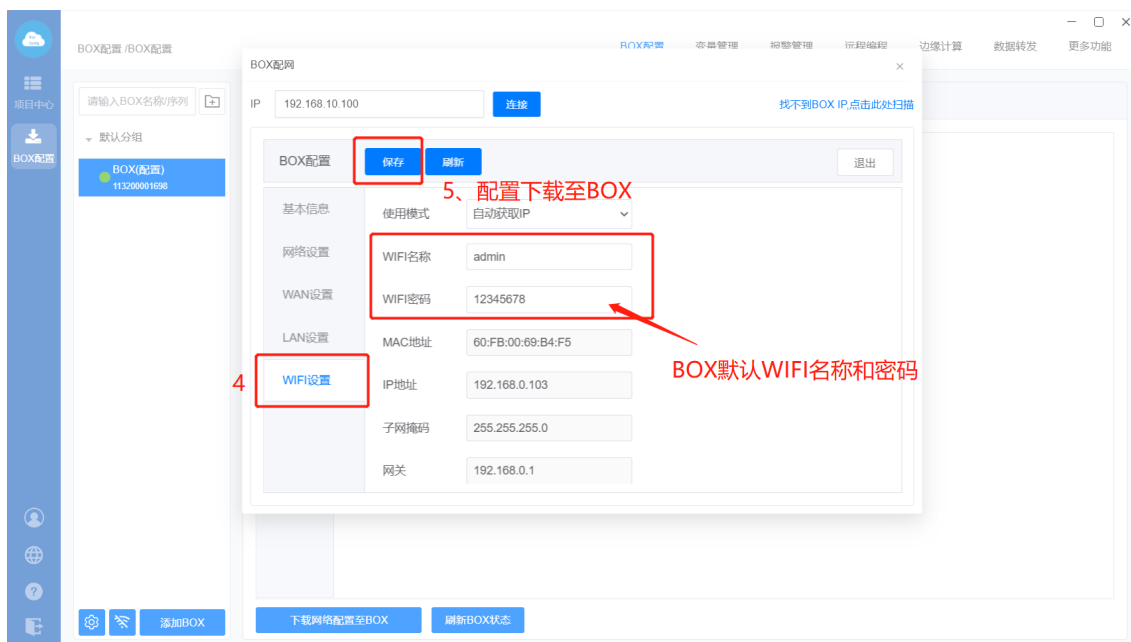 BOX配置 /BOX配置
BOX配置 变量管理 报警管理 远程编程 边缘计算 数据转发 更多功能
项目中心
BOX配置
请输入BOX名称/序列
默认分组
BOX(配置)
113200001698
BOX配网
IP 192.168.10.100 连接 找不到BOX IP,点击此处扫描
BOX配置 保存 刷新 退出
5、配置下载至BOX
基本信息
网络设置
WAN设置
LAN设置
4 WIFI设置
使用模式 自动获取IP
WIFI名称 admin
WIFI密码 12345678
MAC地址 60:FB:00:69:B4:F5
BOX默认WIFI名称和密码
IP地址 192.168.0.103
子网掩码 255.255.255.0
网关 192.168.0.1
添加BOX
下载网络配置至BOX 刷新BOX状态